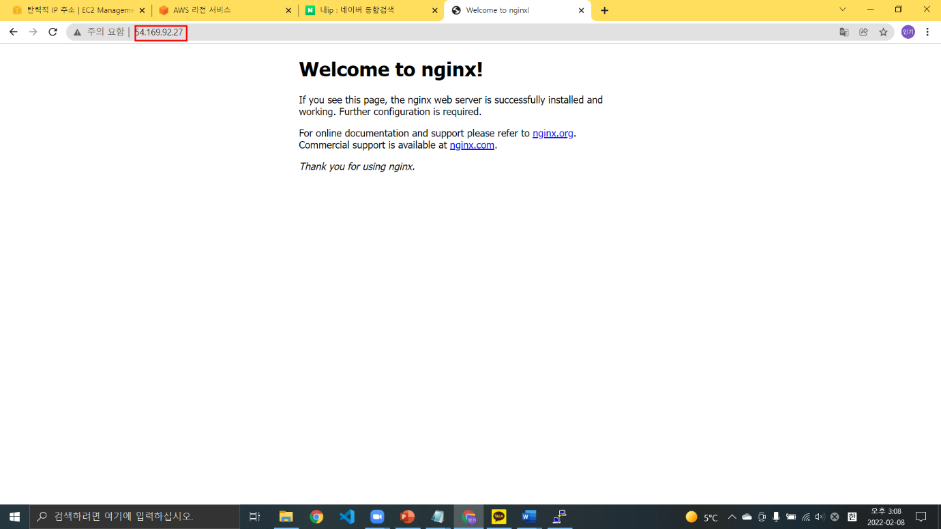 탄력적 IP 주소 | EC2 Manageme
AWS 리전 서비스
내ip : 네이버 통합검색
Welcome to nginx!
주의 요함
54.169.92.27
민기
Welcome to nginx!
If you see this page, the nginx web server is successfully installed and
working. Further configuration is required.
For online documentation and support please refer to nginx.org.
Commercial support is available at nginx.com.
Thank you for using nginx.
검색하려면 여기에 입력하십시오.
5°C
오후 3:08
2022-02-08